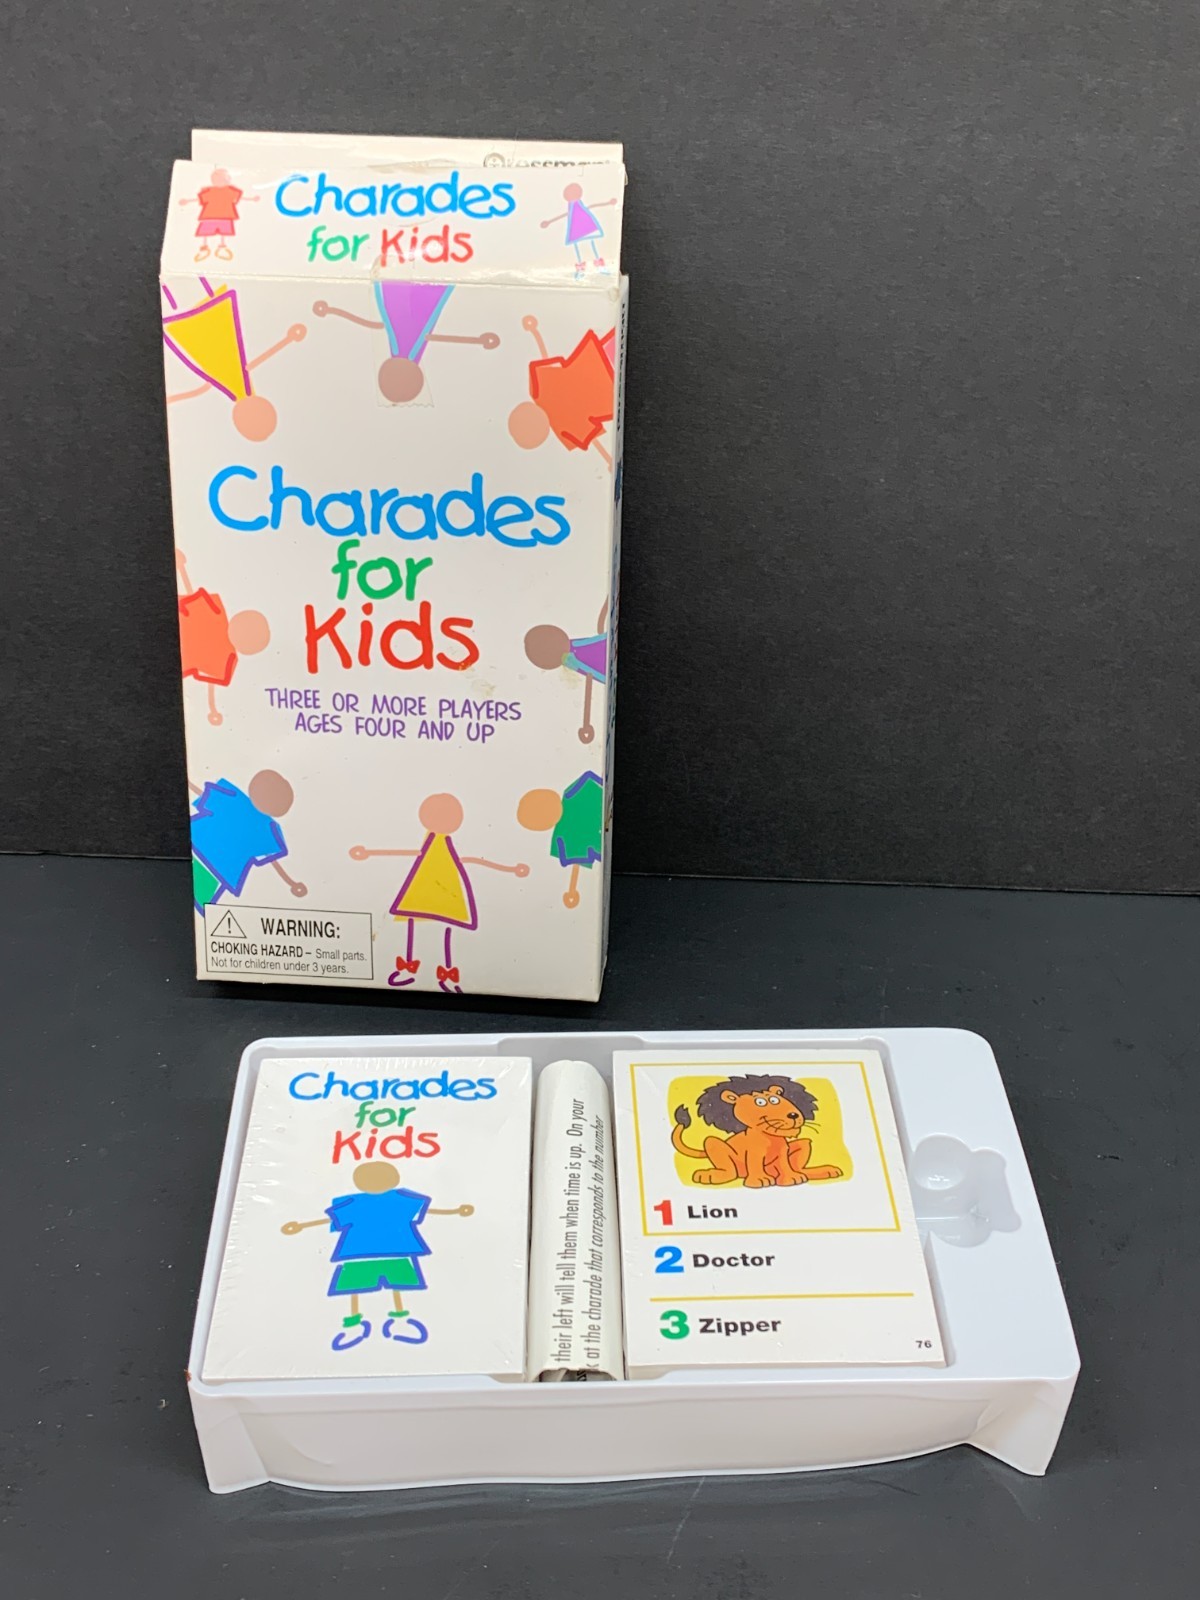 Charades
for Kids
Charades
for
Kids
THREE OR MORE PLAYERS
AGES FOUR AND UP
WARNING:
CHOKING HAZARD – Small parts.
Not for children under 3 years.
Charades
for
Kids
their left will tell them when time is up. On your
at the charade that corresponds to the number
1 Lion
2 Doctor
3 Zipper
76